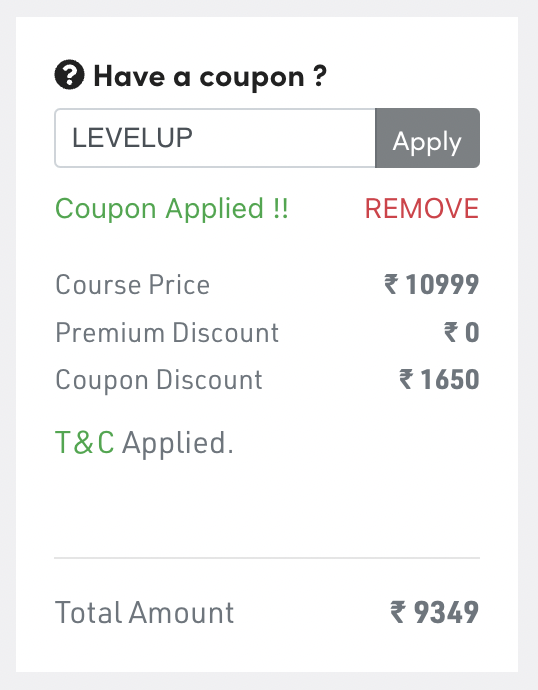 Have a coupon ?
LEVELUP Apply
Coupon Applied !! REMOVE
Course Price ₹ 10999
Premium Discount ₹ 0
Coupon Discount ₹ 1650
T&C Applied.
Total Amount ₹ 9349